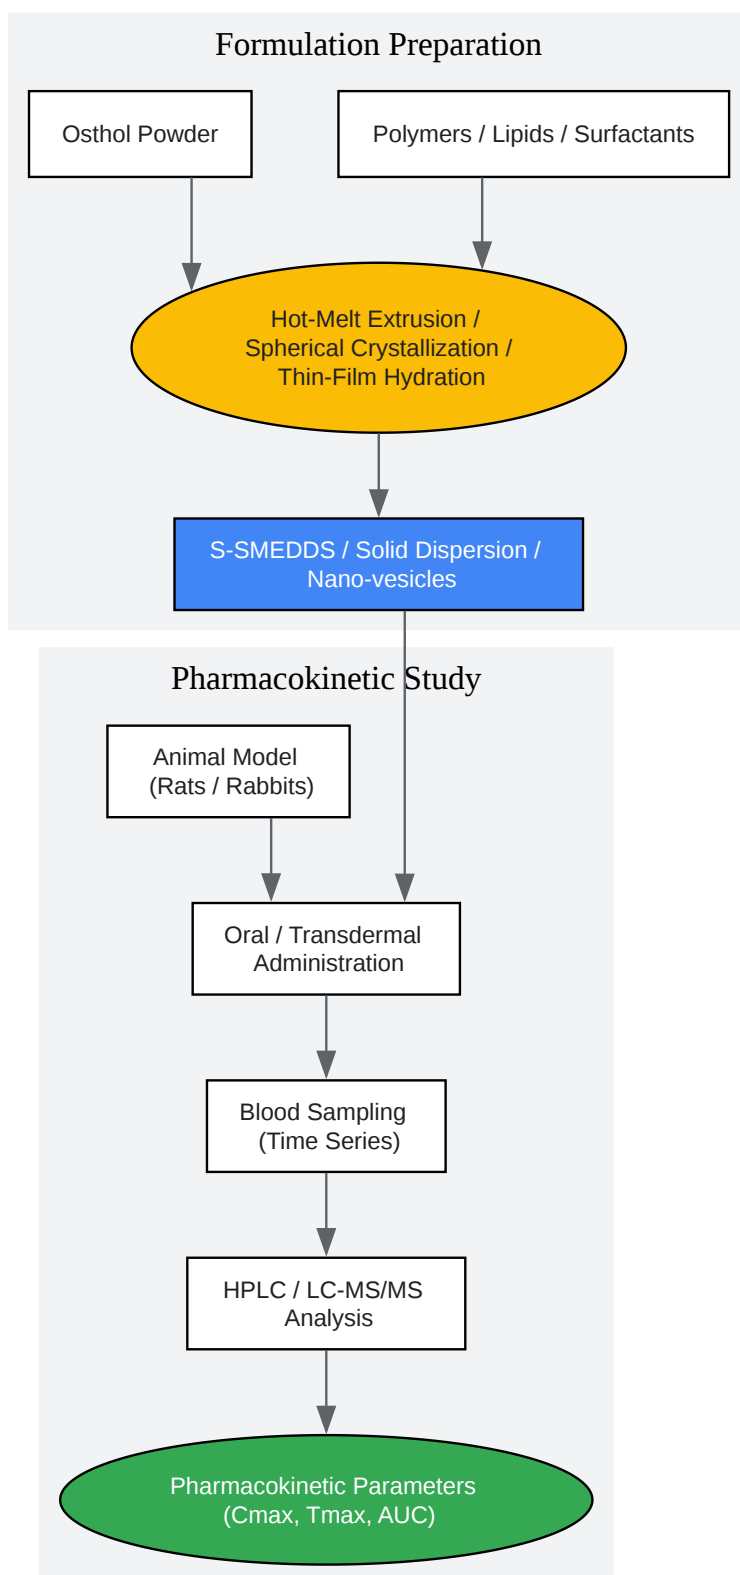 Formulation Preparation
Osthol Powder
Polymers / Lipids / Surfactants
Hot-Melt Extrusion /
Spherical Crystallization /
Thin-Film Hydration
S-SMEDDS / Solid Dispersion /
Nano-vesicles
Pharmacokinetic Study
Animal Model
(Rats / Rabbits)
Oral / Transdermal
Administration
Blood Sampling
(Time Series)
HPLC / LC-MS/MS
Analysis
Pharmacokinetic Parameters
(Cmax, Tmax, AUC)